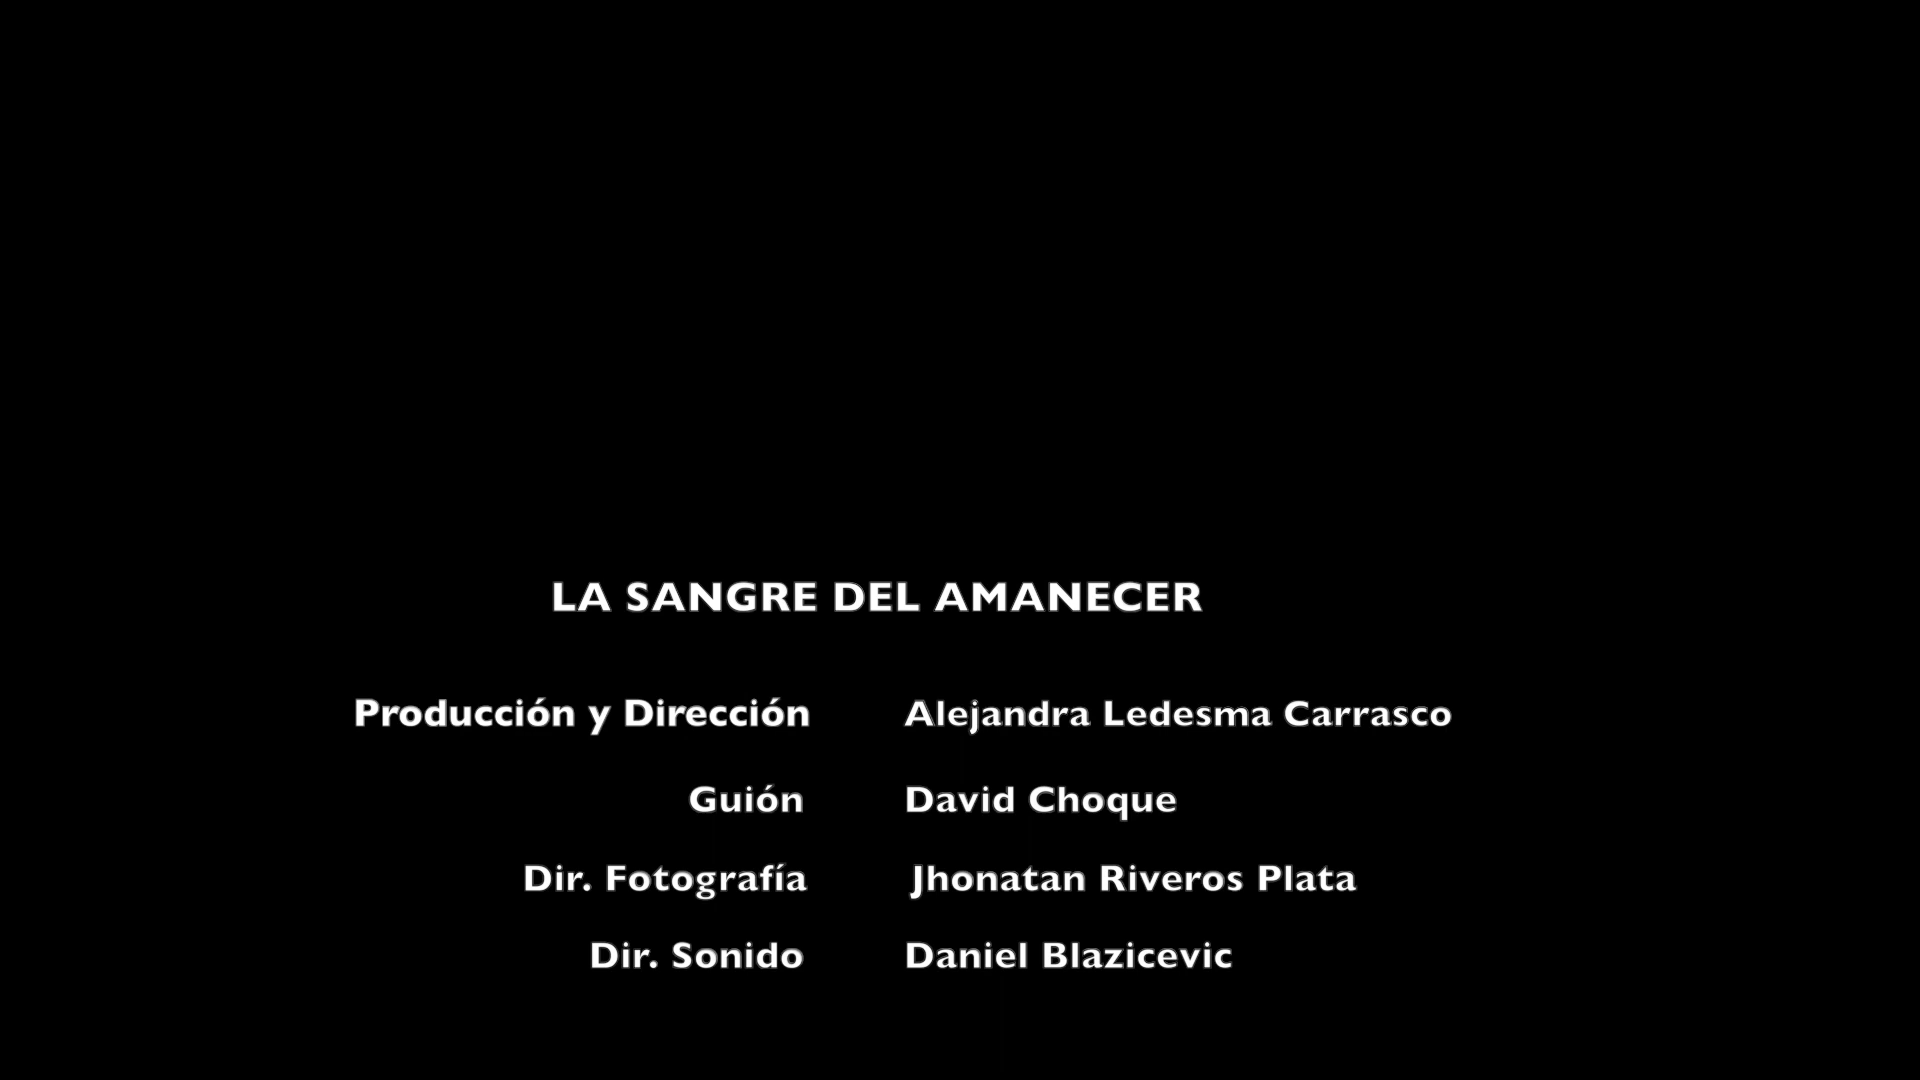 LA SANGRE DEL AMANECER
Producción y Dirección Alejandra Ledesma Carrasco
Guión David Choque
Dir. Fotografía Jhonatan Riveros Plata
Dir. Sonido Daniel Blazicevic